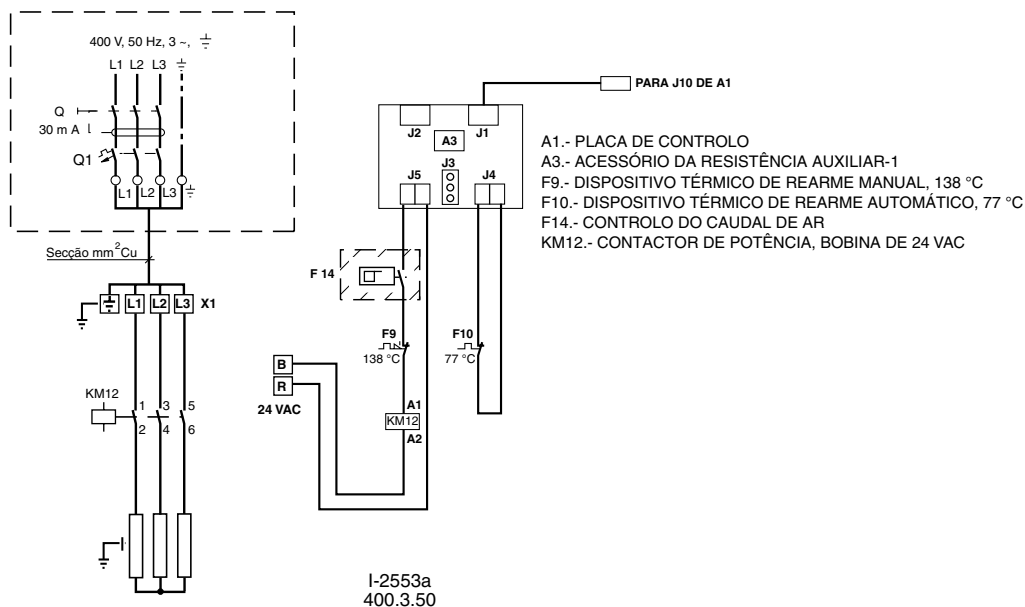 400 V, 50 Hz, 3 ~,
L1 L2 L3
Q
30 m A
Q1
L1 L2 L3
Secção mm²Cu
L1 L2 L3 X1
KM12
1 3 5
2 4 6
PARA J10 DE A1
J2 J1
A3
J3
J5 J4
F 14
F9
138 °C
F10
77 °C
B
R
24 VAC
A1
KM12
A2
A1.- PLACA DE CONTROLO
A3.- ACESSÓRIO DA RESISTÊNCIA AUXILIAR-1
F9.- DISPOSITIVO TÉRMICO DE REARME MANUAL, 138 °C
F10.- DISPOSITIVO TÉRMICO DE REARME AUTOMÁTICO, 77 °C
F14.- CONTROLO DO CAUDAL DE AR
KM12.- CONTACTOR DE POTÊNCIA, BOBINA DE 24 VAC
I-2553a
400.3.50